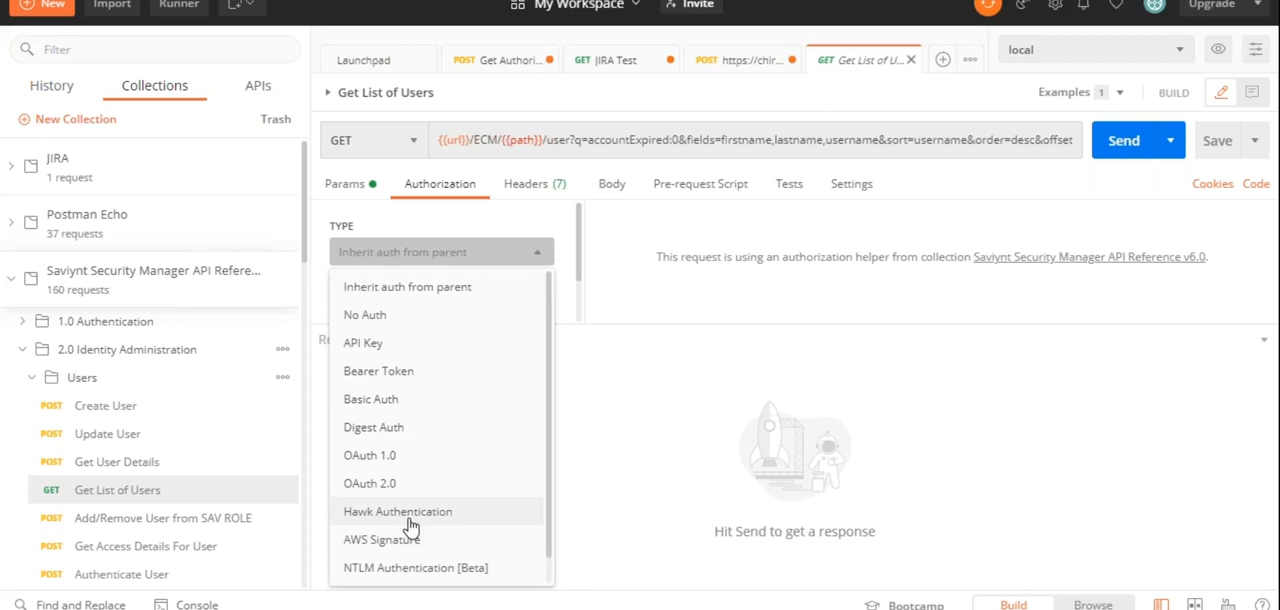 New Import Runner My Workspace Invite Upgrade
Filter
History Collections APIs
New Collection Trash
JIRA
1 request
Postman Echo
37 requests
Saviynt Security Manager API Refere...
160 requests
1.0 Authentication
2.0 Identity Administration
Users
POST Create User
POST Update User
POST Get User Details
GET Get List of Users
POST Add/Remove User from SAV ROLE
POST Get Access Details For User
POST Authenticate User
Launchpad POST Get Authori... GET JIRA Test POST https://chir... GET Get List of U...
local
Get List of Users Examples 1 BUILD
GET {{url}}/ECM/{{path}}/user?q=accountExpired:0&fields=firstname,lastname,username&sort=username&order=desc&offset Send Save
Params Authorization Headers (7) Body Pre-request Script Tests Settings Cookies Code
TYPE
Inherit auth from parent
This request is using an authorization helper from collection Saviynt Security Manager API Reference v6.0.
Inherit auth from parent
No Auth
API Key
Bearer Token
Basic Auth
Digest Auth
OAuth 1.0
OAuth 2.0
Hawk Authentication
AWS Signature
NTLM Authentication [Beta]
Hit Send to get a response
Find and Replace Console Bootcamp Build Browse